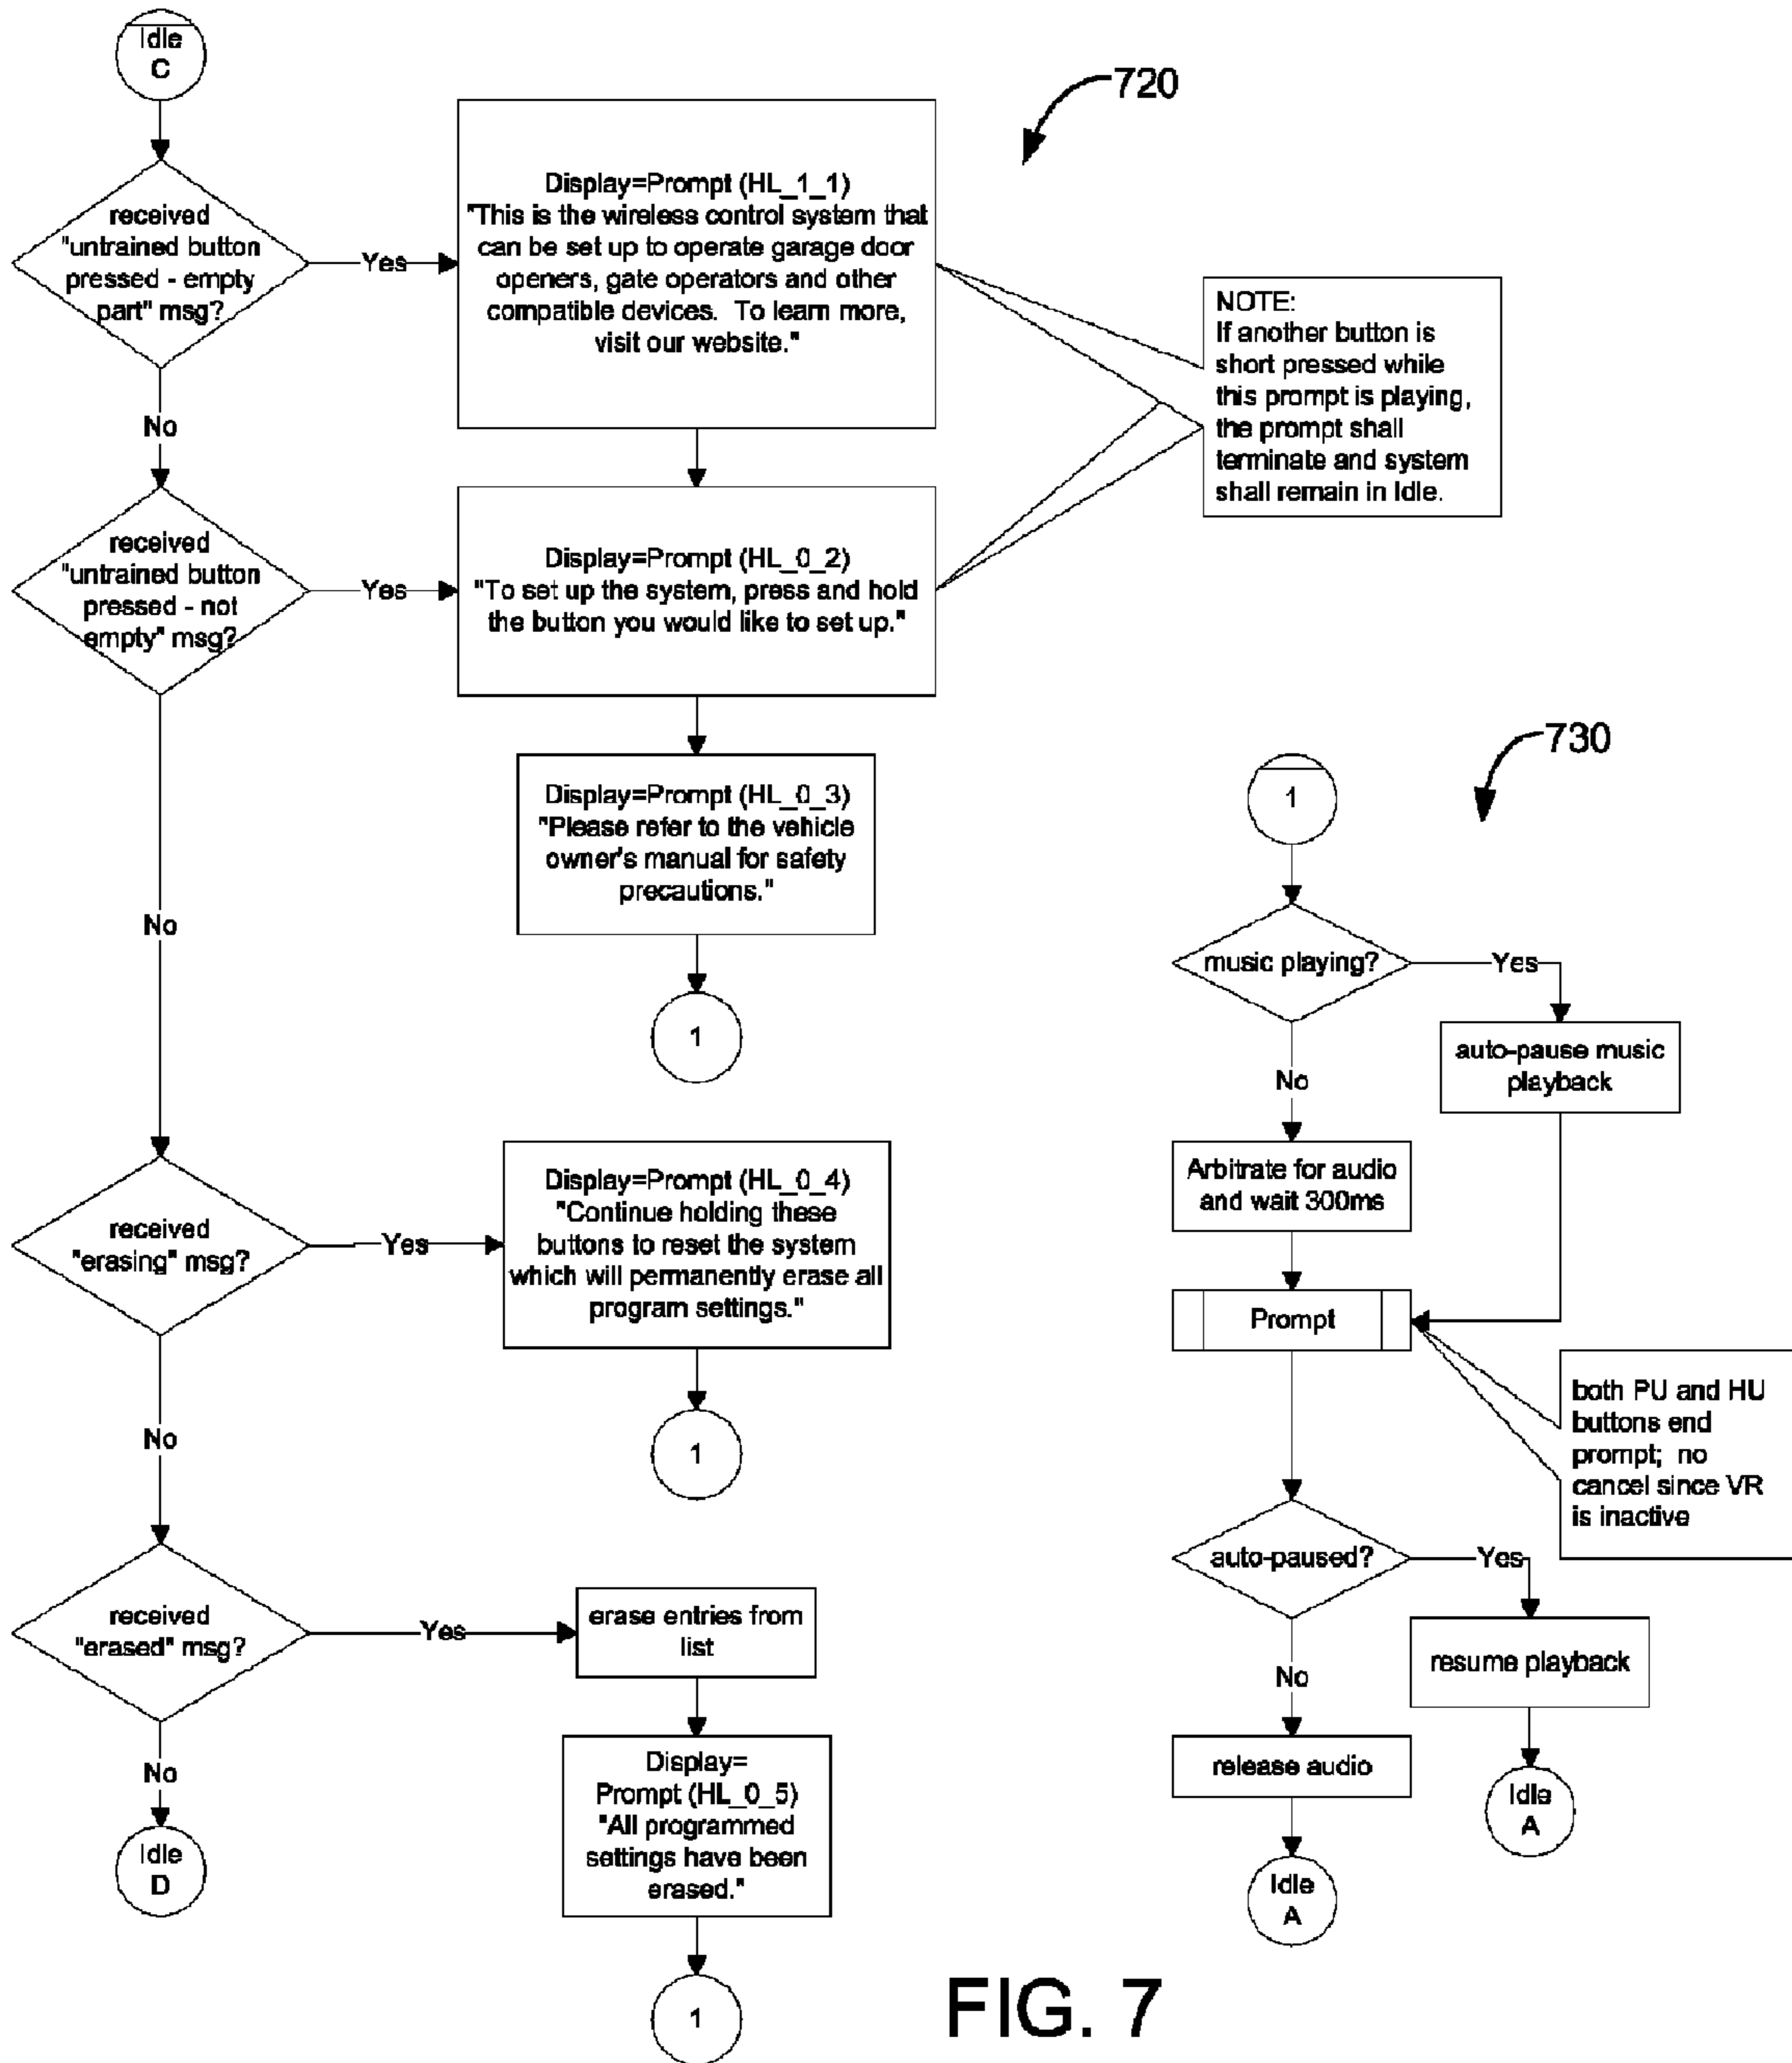 Idle
C
720
received
"untrained button
pressed - empty
part" msg?
Yes
Display=Prompt (HL_1_1)
"This is the wireless control system that
can be set up to operate garage door
openers, gate operators and other
compatible devices. To learn more,
visit our website."
NOTE:
If another button is
short pressed while
this prompt is playing,
the prompt shall
terminate and system
shall remain in Idle.
No
received
"untrained button
pressed - not
empty" msg?
Yes
Display=Prompt (HL_0_2)
"To set up the system, press and hold
the button you would like to set up."
Display=Prompt (HL_0_3)
"Please refer to the vehicle
owner's manual for safety
precautions."
1
No
received
"erasing" msg?
Yes
Display=Prompt (HL_0_4)
"Continue holding these
buttons to reset the system
which will permanently erase all
program settings."
1
No
received
"erased" msg?
Yes
erase entries from
list
Display=
Prompt (HL_0_5)
"All programmed
settings have been
erased."
1
No
Idle
D
730
1
music playing?
Yes
auto-pause music
playback
No
Arbitrate for audio
and wait 300ms
Prompt
both PU and HU
buttons end
prompt; no
cancel since VR
is inactive
auto-paused?
Yes
resume playback
Idle
A
No
release audio
Idle
A
FIG. 7